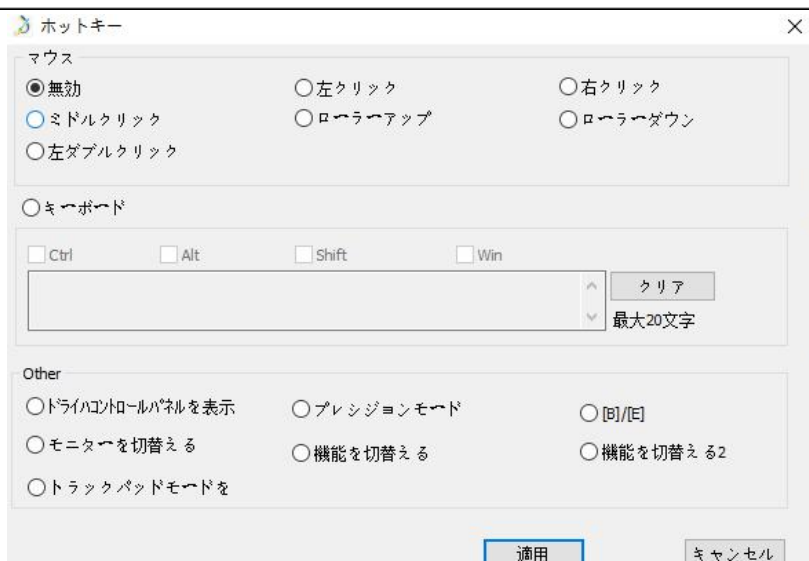 ホットキー
マウス
無効 左クリック 右クリック
ミドルクリック ローラーアップ ローラーダウン
左ダブルクリック
キーボード
Ctrl Alt Shift Win
クリア
最大20文字
Other
ドライバコントロールパネルを表示 プレシジョンモード [B]/[E]
モニターを切替える 機能を切替える 機能を切替える2
トラックパッドモードを
適用 キャンセル